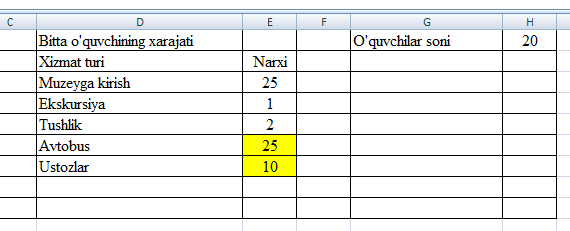 C D E F G H
Bitta o'quvchining xarajati O'quvchilar soni 20
Xizmat turi Narxi
Muzeyga kirish 25
Ekskursiya 1
Tushlik 2
Avtobus 25
Ustozlar 10